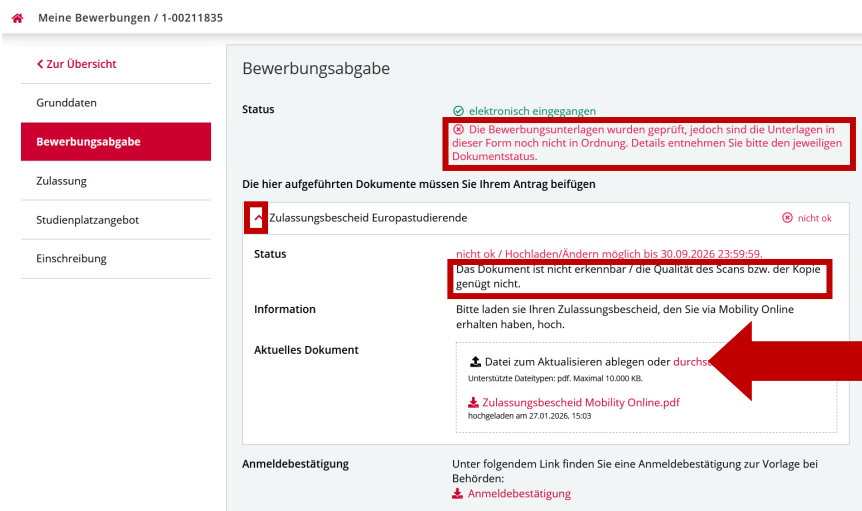 Meine Bewerbungen / 1-00211835
Zur Übersicht
Grunddaten
Bewerbungsabgabe
Zulassung
Studienplatzangebot
Einschreibung
Bewerbungsabgabe
Status
elektronisch eingegangen
Die Bewerbungsunterlagen wurden geprüft, jedoch sind die Unterlagen in
dieser Form noch nicht in Ordnung. Details entnehmen Sie bitte den jeweiligen
Dokumentstatus.
Die hier aufgeführten Dokumente müssen Sie Ihrem Antrag beifügen
Zulassungsbescheid Europastudierende
nicht ok
Status
nicht ok / Hochladen/Ändern möglich bis 30.09.2026 23:59:59.
Das Dokument ist nicht erkennbar / die Qualität des Scans bzw. der Kopie
genügt nicht.
Information
Bitte laden sie Ihren Zulassungsbescheid, den Sie via Mobility Online
erhalten haben, hoch.
Aktuelles Dokument
Datei zum Aktualisieren ablegen oder
Unterstützte Dateitypen: pdf. Maximal 10.000 KB.
Zulassungsbescheid Mobility Online.pdf
hochgeladen am 27.01.2026, 15:03
Anmeldebestätigung
Unter folgendem Link finden Sie eine Anmeldebestätigung zur Vorlage bei
Behörden:
Anmeldebestätigung